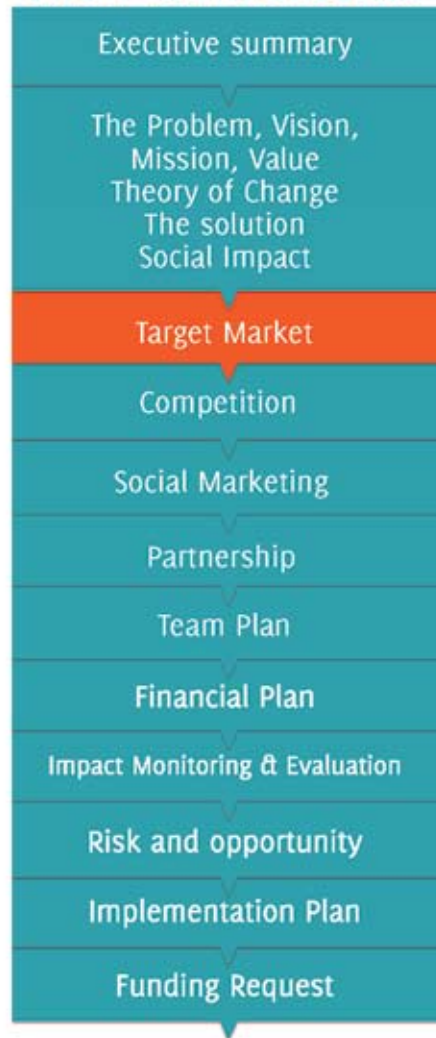 Executive summary
The Problem, Vision,
Mission, Value
Theory of Change
The solution
Social Impact
Target Market
Competition
Social Marketing
Partnership
Team Plan
Financial Plan
Impact Monitoring & Evaluation
Risk and opportunity
Implementation Plan
Funding Request